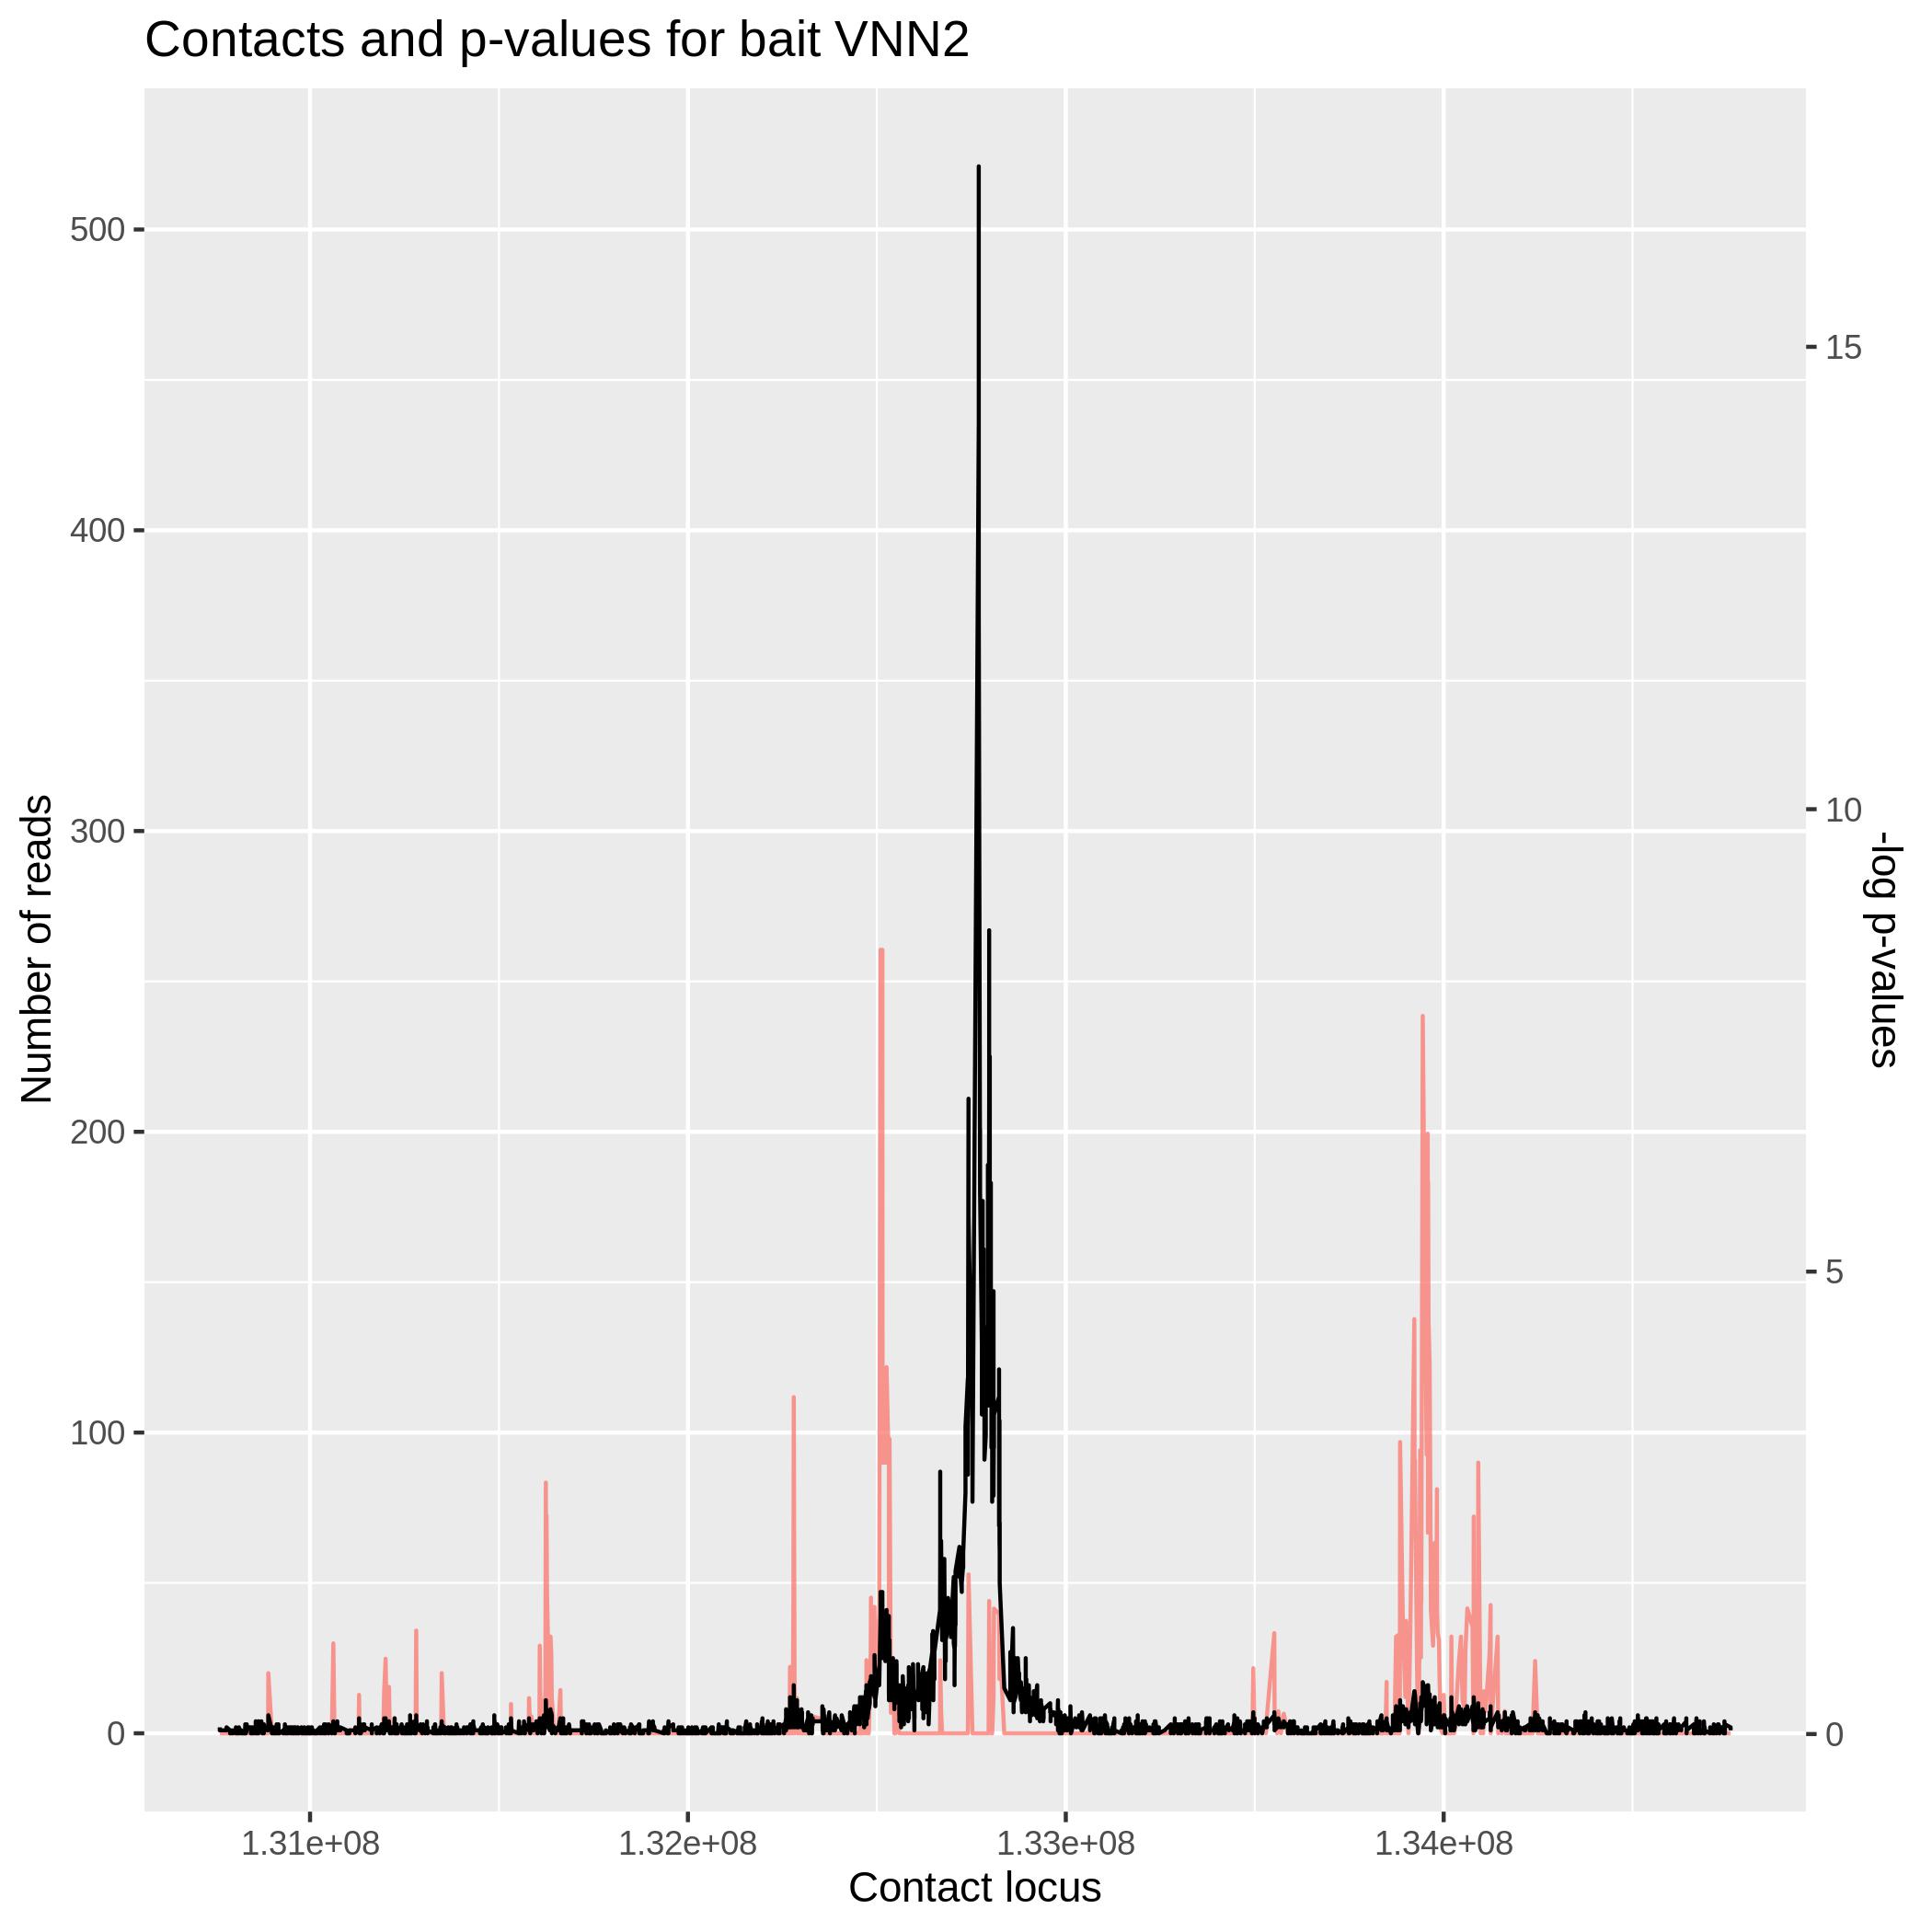 Contacts and p-values for bait VNN2
500
400
300
200
100
0
Number of reads
15
10
5
0
-log p-values
1.31e+08
1.32e+08
1.33e+08
1.34e+08
Contact locus